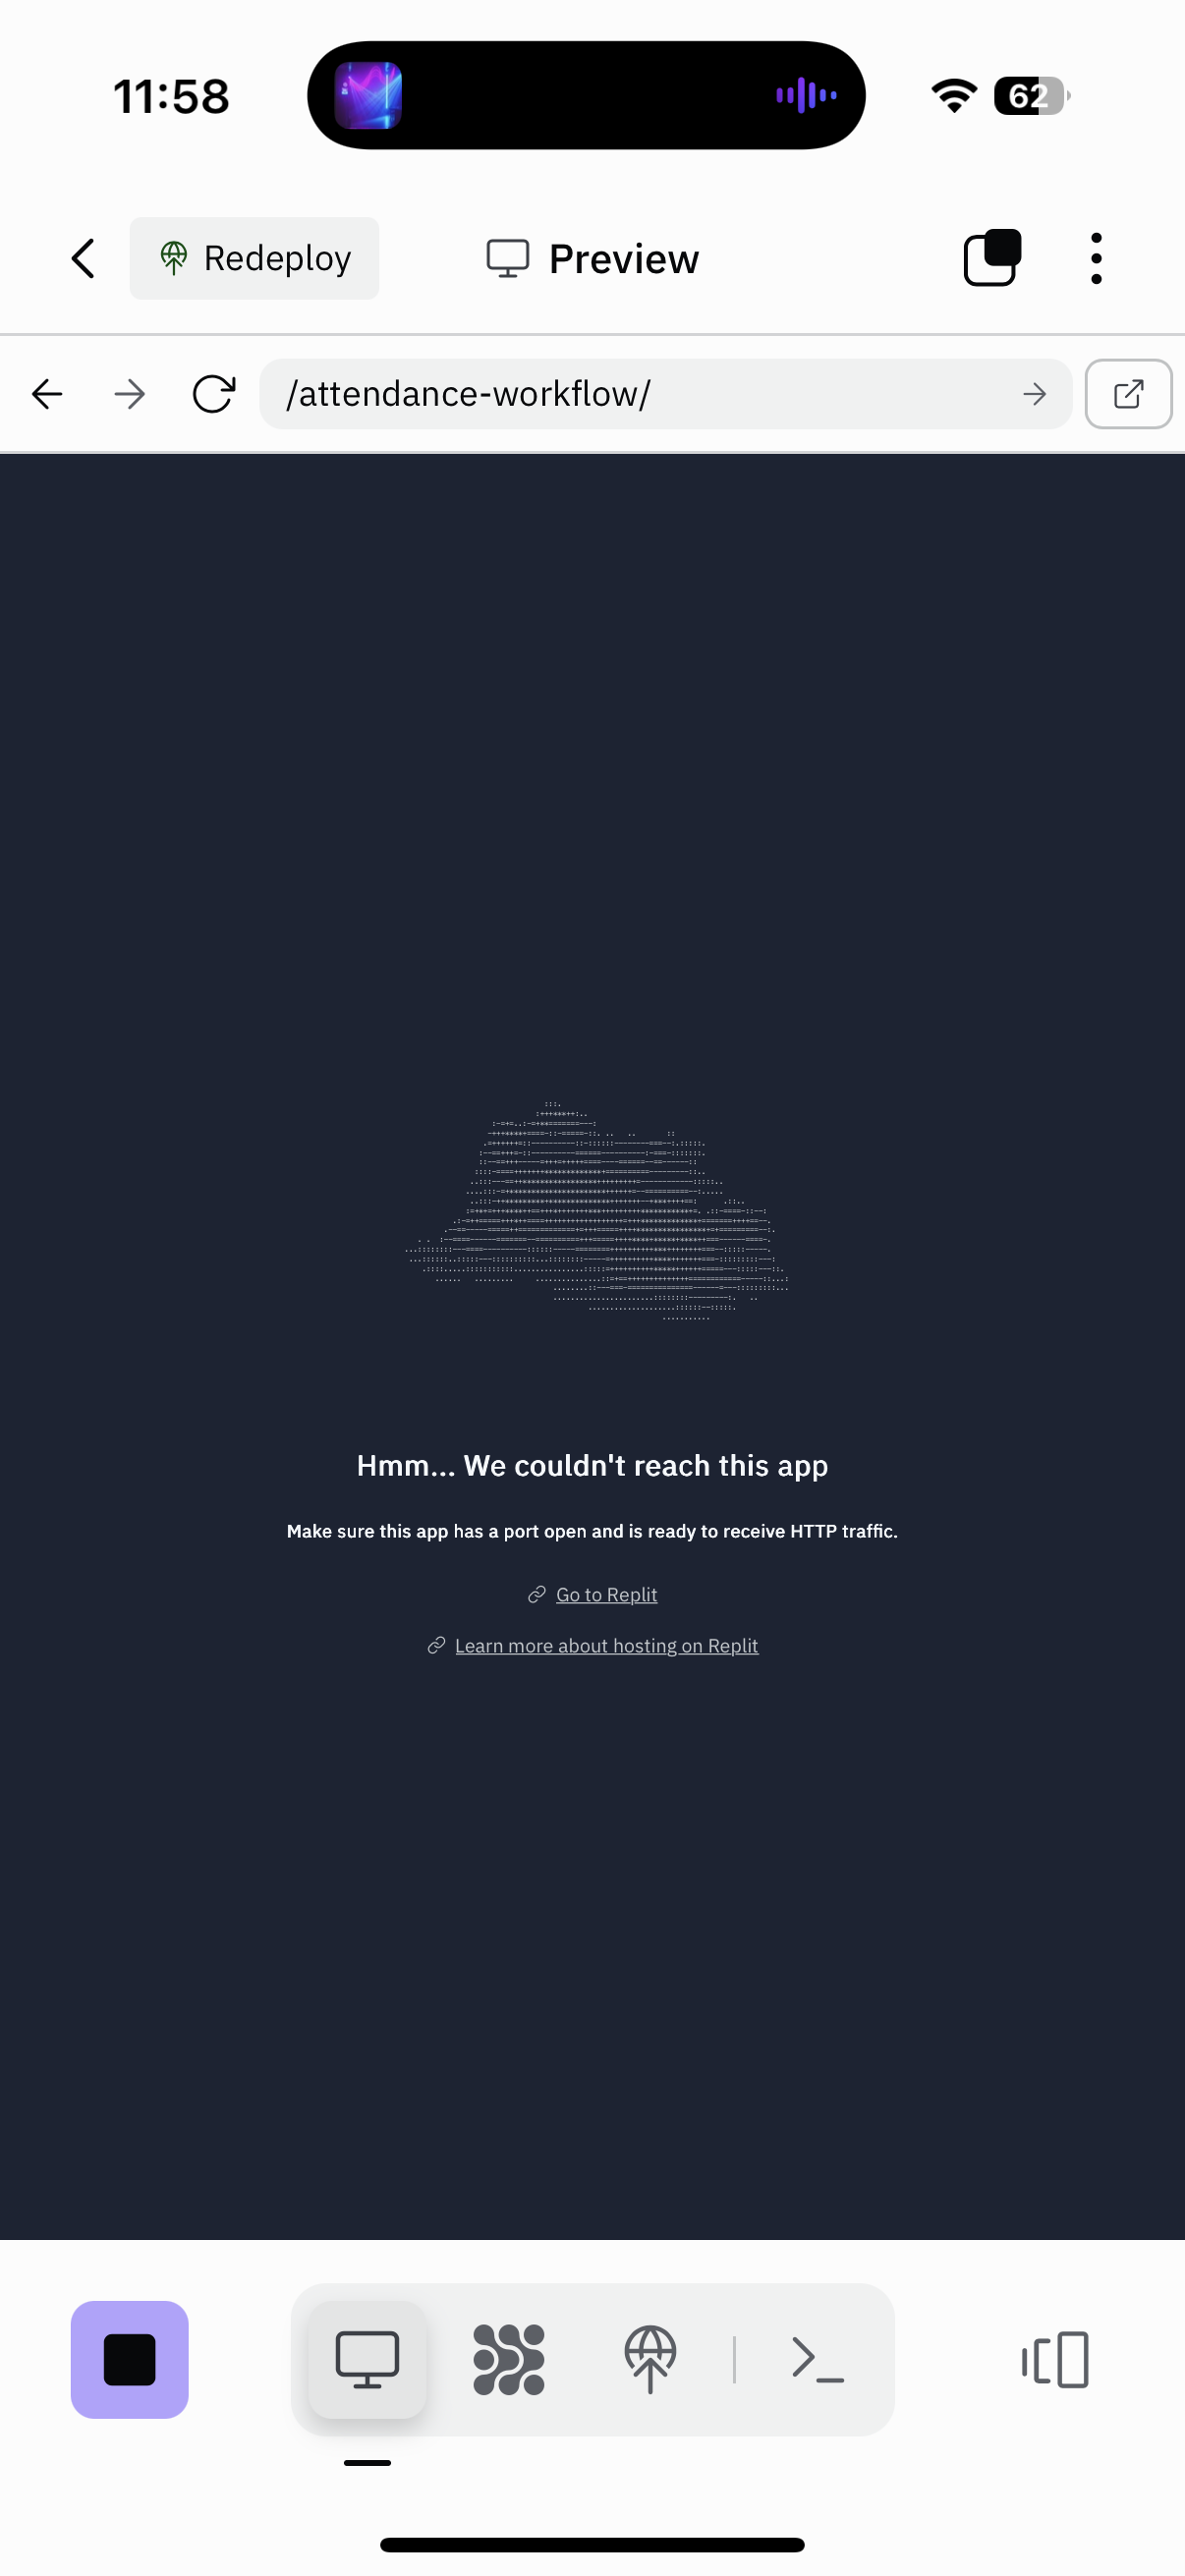 11:58
62
Redeploy
Preview
/attendance-workflow/
Hmm... We couldn't reach this app
Make sure this app has a port open and is ready to receive HTTP traffic.
Go to Replit
Learn more about hosting on Replit